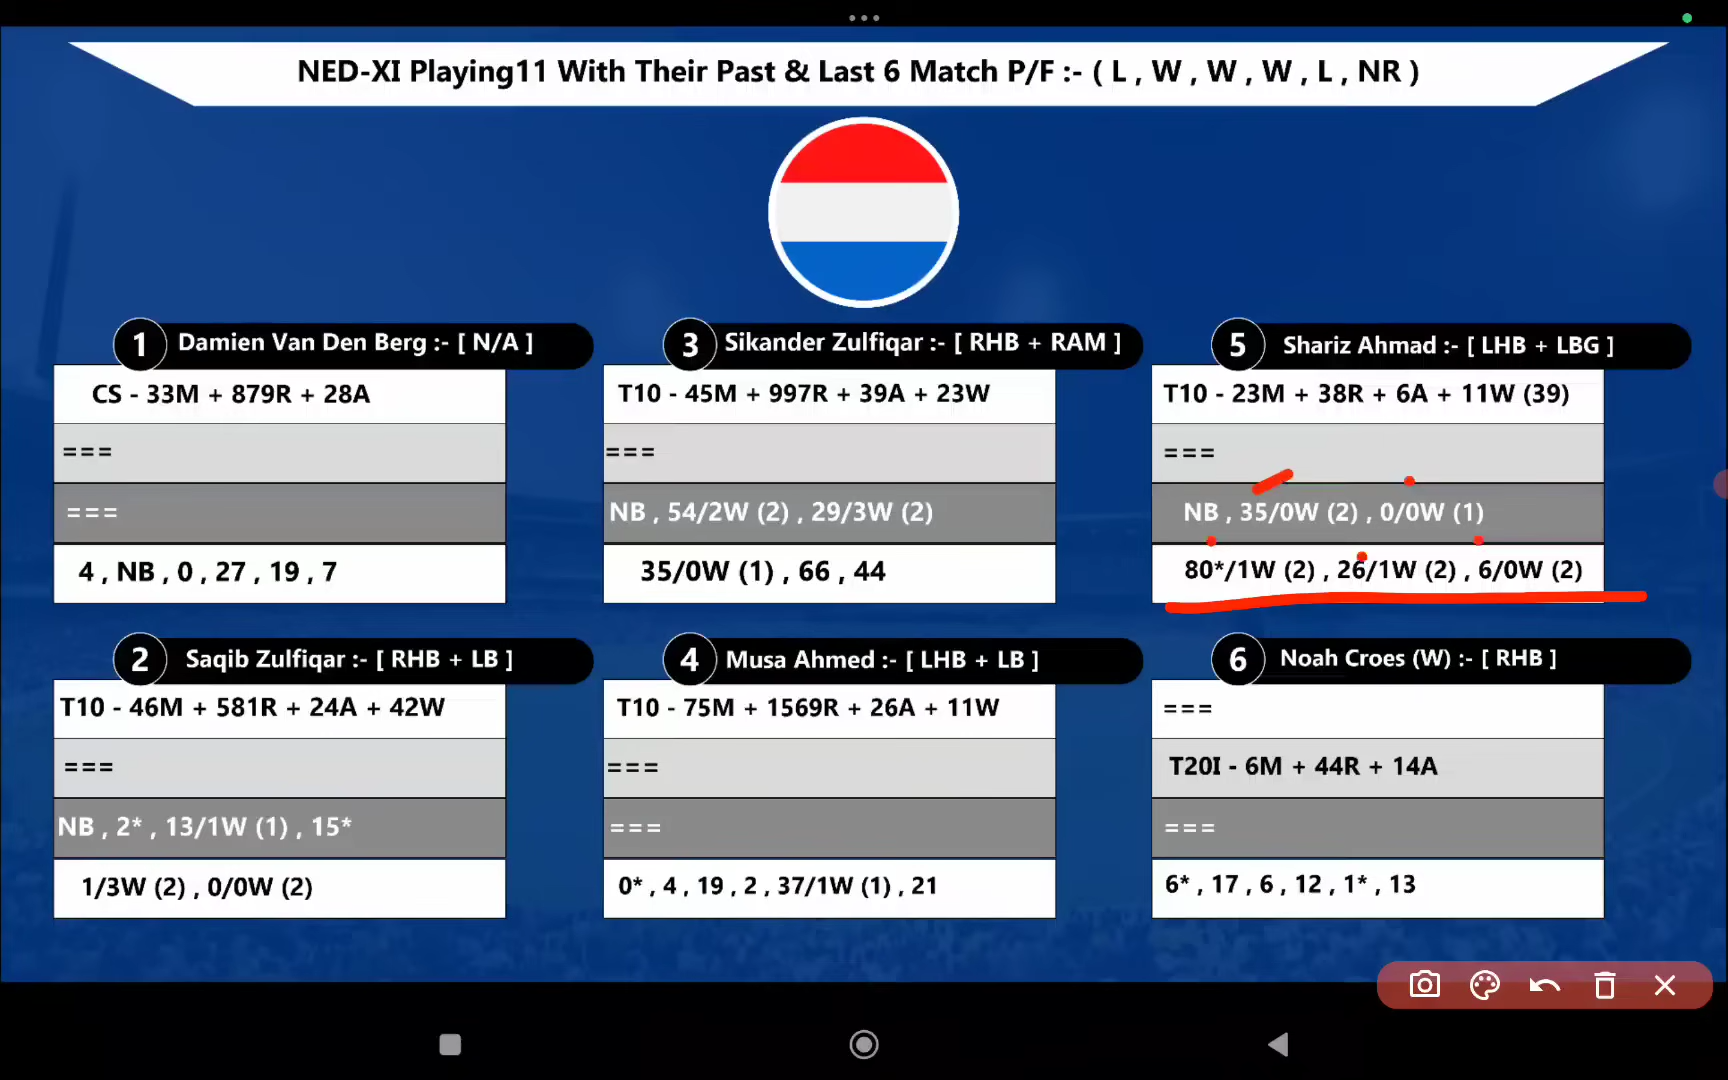 NED-XI Playing11 With Their Past & Last 6 Match P/F :- ( L , W , W , W , L , NR )
1 Damien Van Den Berg :- [ N/A ]
CS - 33M + 879R + 28A
===
===
4 , NB , 0 , 27 , 19 , 7
2 Saqib Zulfiqar :- [ RHB + LB ]
T10 - 46M + 581R + 24A + 42W
===
NB , 2* , 13/1W (1) , 15*
1/3W (2) , 0/0W (2)
3 Sikander Zulfiqar :- [ RHB + RAM ]
T10 - 45M + 997R + 39A + 23W
===
NB , 54/2W (2) , 29/3W (2)
35/0W (1) , 66 , 44
4 Musa Ahmed :- [ LHB + LB ]
T10 - 75M + 1569R + 26A + 11W
===
===
0* , 4 , 19 , 2 , 37/1W (1) , 21
5 Shariz Ahmad :- [ LHB + LBG ]
T10 - 23M + 38R + 6A + 11W (39)
===
NB , 35/0W (2) , 0/0W (1)
80*/1W (2) , 26/1W (2) , 6/0W (2)
6 Noah Croes (W) :- [ RHB ]
===
T20I - 6M + 44R + 14A
===
6* , 17 , 6 , 12 , 1* , 13